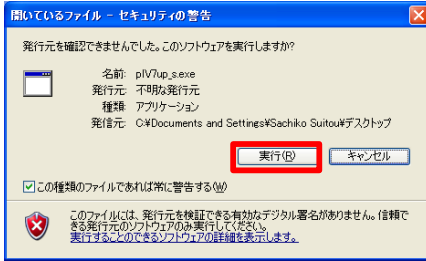 開いているファイル - セキュリティの警告
発行元を確認できませんでした。このソフトウェアを実行しますか?
名前: pIV7up_s.exe
発行元: 不明な発行元
種類: アプリケーション
発信元: C:¥Documents and Settings¥Sachiko Suitou¥デスクトップ
実行(R)
キャンセル
この種類のファイルであれば常に警告する(W)
このファイルには、発行元を検証できる有効なデジタル署名がありません。信頼で
きる発行元のソフトウェアのみ実行してください。
実行することのできるソフトウェアの詳細を表示します。